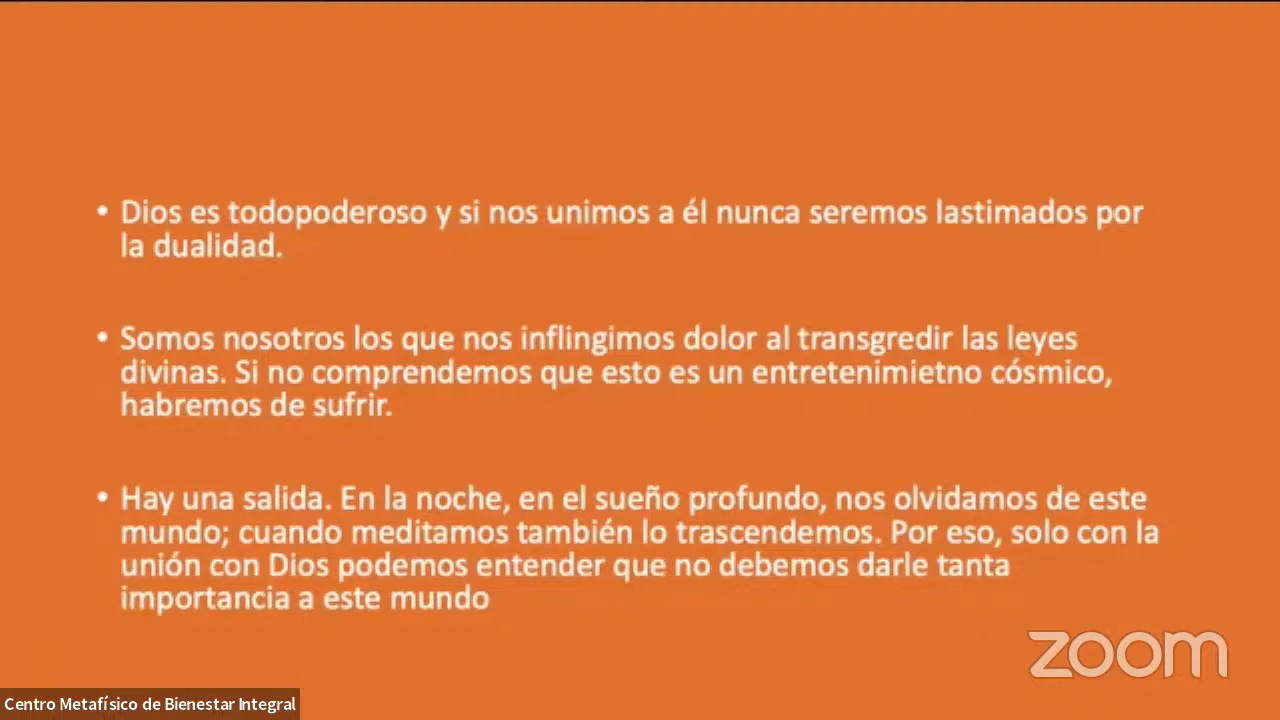 • Dios es todopoderoso y si nos unimos a él nunca seremos lastimados por
la dualidad.
• Somos nosotros los que nos inflingimos dolor al transgredir las leyes
divinas. Si no comprendemos que esto es un entretenimietno cósmico,
habremos de sufrir.
• Hay una salida. En la noche, en el sueño profundo, nos olvidamos de este
mundo; cuando meditamos también lo trascendemos. Por eso, solo con la
unión con Dios podemos entender que no debemos darle tanta
importancia a este mundo
zoom
Centro Metafísico de Bienestar Integral